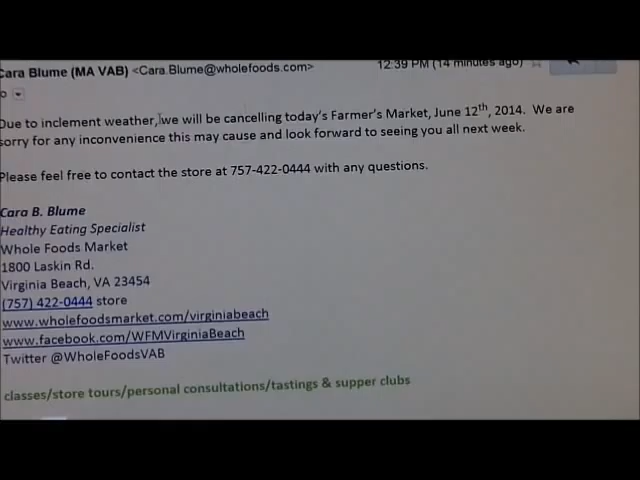 Cara Blume (MA VAB) <Cara.Blume@wholefoods.com>
12:39 PM (14 minutes ago)
o
Due to inclement weather, we will be cancelling today's Farmer's Market, June 12th, 2014. We are
sorry for any inconvenience this may cause and look forward to seeing you all next week.
Please feel free to contact the store at 757-422-0444 with any questions.
Cara B. Blume
Healthy Eating Specialist
Whole Foods Market
1800 Laskin Rd.
Virginia Beach, VA 23454
(757) 422-0444 store
www.wholefoodsmarket.com/virginiabeach
www.facebook.com/WFMVirginiaBeach
Twitter @WholeFoodsVAB
classes/store tours/personal consultations/tastings & supper clubs